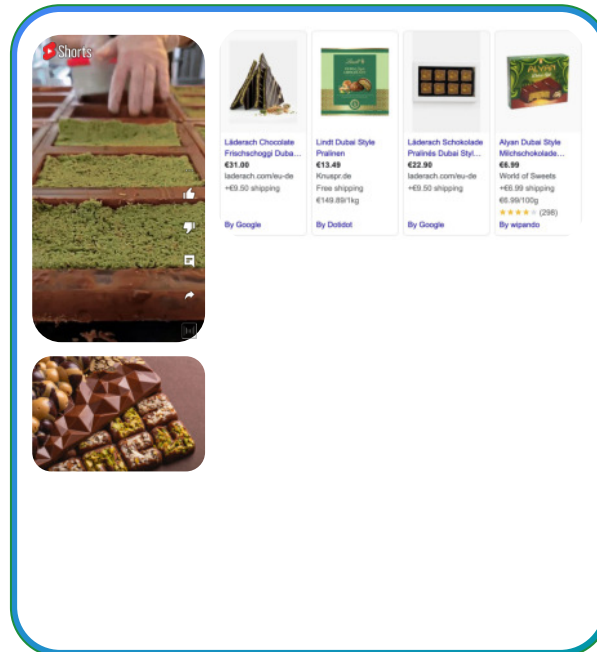 Shorts
Läderach Chocolate
Frischschoggi Duba...
€31.00
laderach.com/eu-de
+€9.50 shipping
By Google
Lindt Dubai Style
Pralinen
€13.49
Knuspr.de
Free shipping
€149.89/1kg
By Dotidot
Läderach Schokolade
Pralinés Dubai Styl...
€22.90
laderach.com/eu-de
+€9.50 shipping
By Google
ALYAN
Alyan Dubai Style
Milchschokolade...
€6.99
World of Sweets
+€6.99 shipping
€6.99/100g
(298)
By wipando